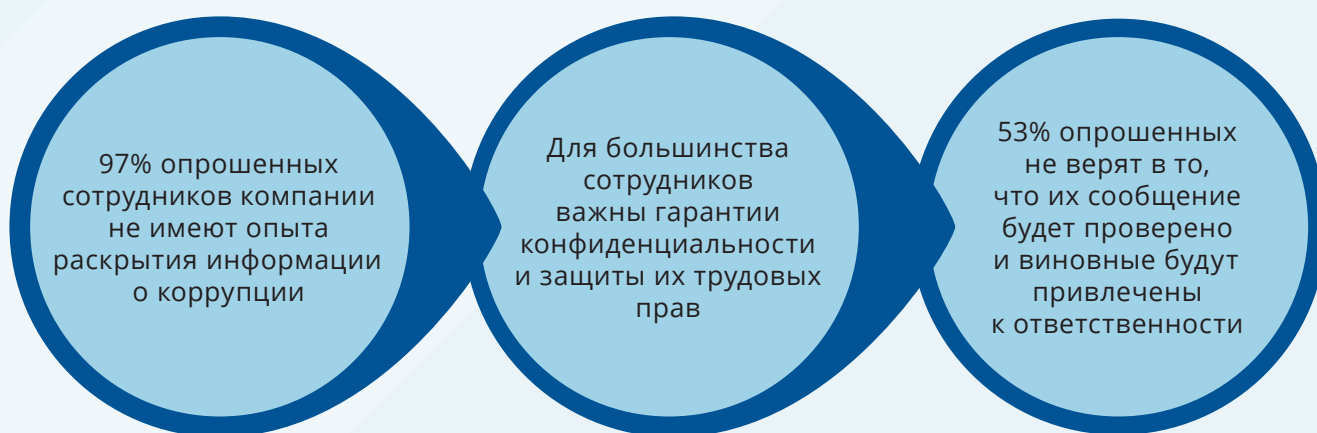 97% опрошенных
сотрудников компании
не имеют опыта
раскрытия информации
о коррупции
Для большинства
сотрудников
важны гарантии
конфиденциальности
и защиты их трудовых
прав
53% опрошенных
не верят в то,
что их сообщение
будет проверено
и виновные будут
привлечены
к ответственности